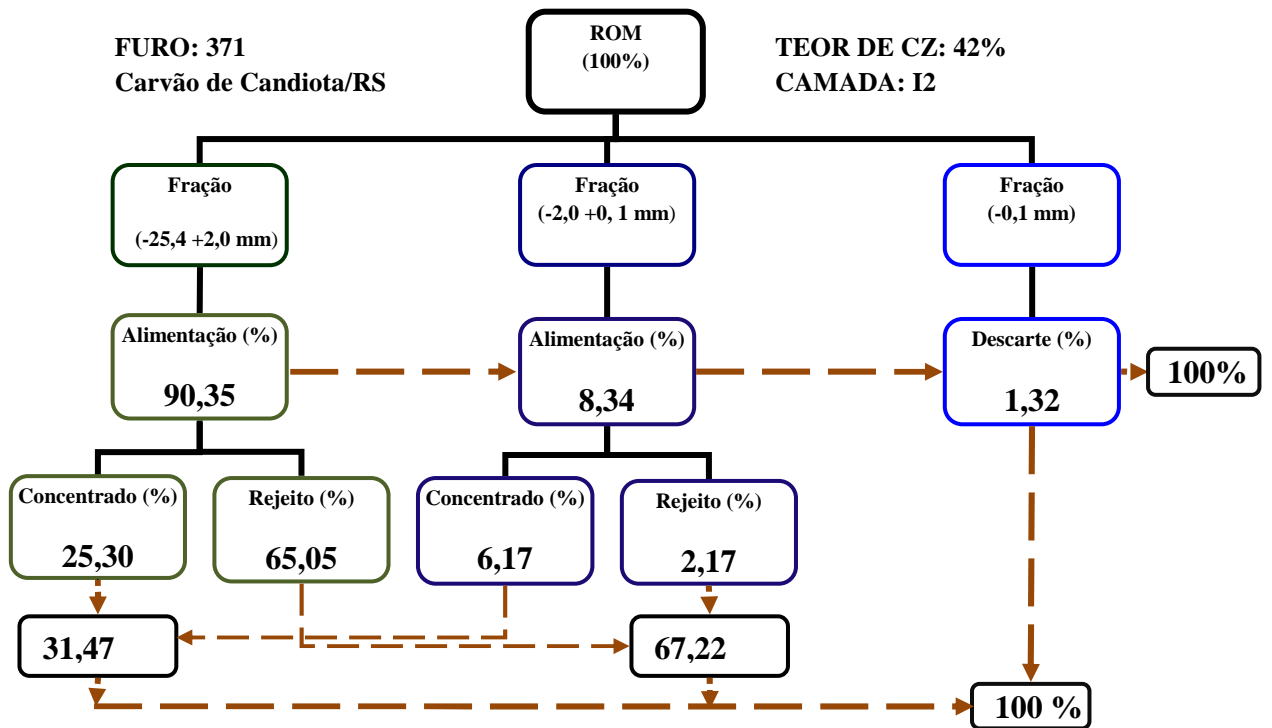 FURO: 371
Carvão de Candiota/RS
ROM
(100%)
TEOR DE CZ: 42%
CAMADA: I2
Fração
(-25,4 +2,0 mm)
Fração
(-2,0 +0, 1 mm)
Fração
(-0,1 mm)
Alimentação (%)
90,35
Alimentação (%)
8,34
Descarte (%)
1,32
100%
Concentrado (%)
25,30
Rejeito (%)
65,05
Concentrado (%)
6,17
Rejeito (%)
2,17
31,47
67,22
100 %